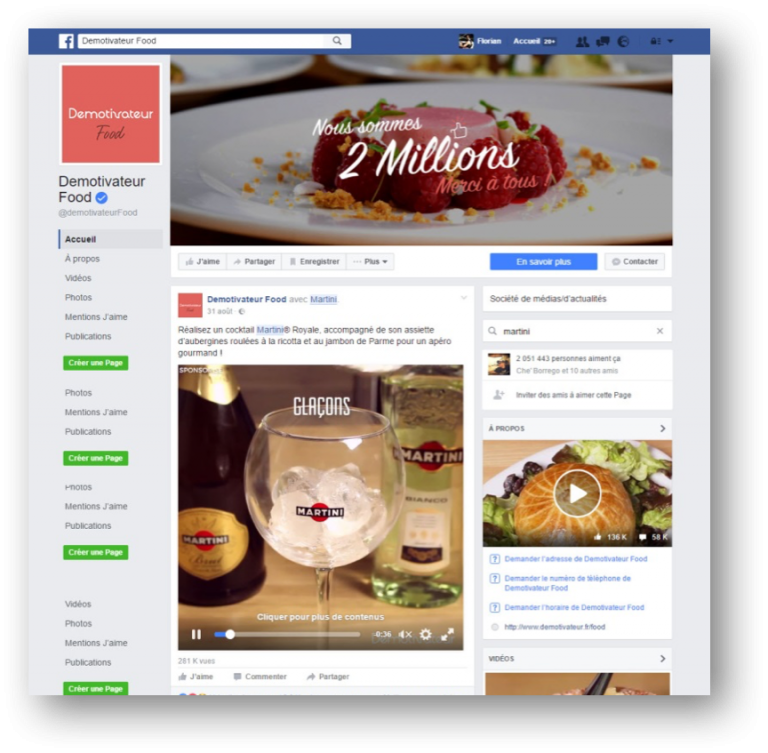 Demotivateur Food
Florian Accueil 20+
Demotivateur
Food
Nous sommes
2 Millions
Merci à tous !
Demotivateur
Food
@demotivateurFood
Accueil
À propos
Vidéos
Photos
Mentions J'aime
Publications
Créer une Page
Photos
Mentions J'aime
Publications
Créer une Page
Photos
Mentions J'aime
Publications
Créer une Page
Vidéos
Photos
Mentions J'aime
Publications
Créer une Page
J'aime Partager Enregistrer Plus
En savoir plus Contacter
Demotivateur Food avec Martini.
31 août
Réalisez un cocktail Martini® Royale, accompagné de son assiette
d'aubergines roulées à la ricotta et au jambon de Parme pour un apéro
gourmand !
SPONSO
GLAÇONS
MARTINI
MARTINI
BIANCO
MARTINI
Brut
Cliquer pour plus de contenus
-0:36
281 K vues
J'aime Commenter Partager
Société de médias/d'actualités
martini
2 051 443 personnes aiment ça
Che'Borrego et 10 autres amis
Inviter des amis à aimer cette Page
À PROPOS
136 K 58 K
Demander l'adresse de Demotivateur Food
Demander le numéro de téléphone de
Demotivateur Food
Demander l'horaire de Demotivateur Food
http://www.demotivateur.fr/food
VIDÉOS